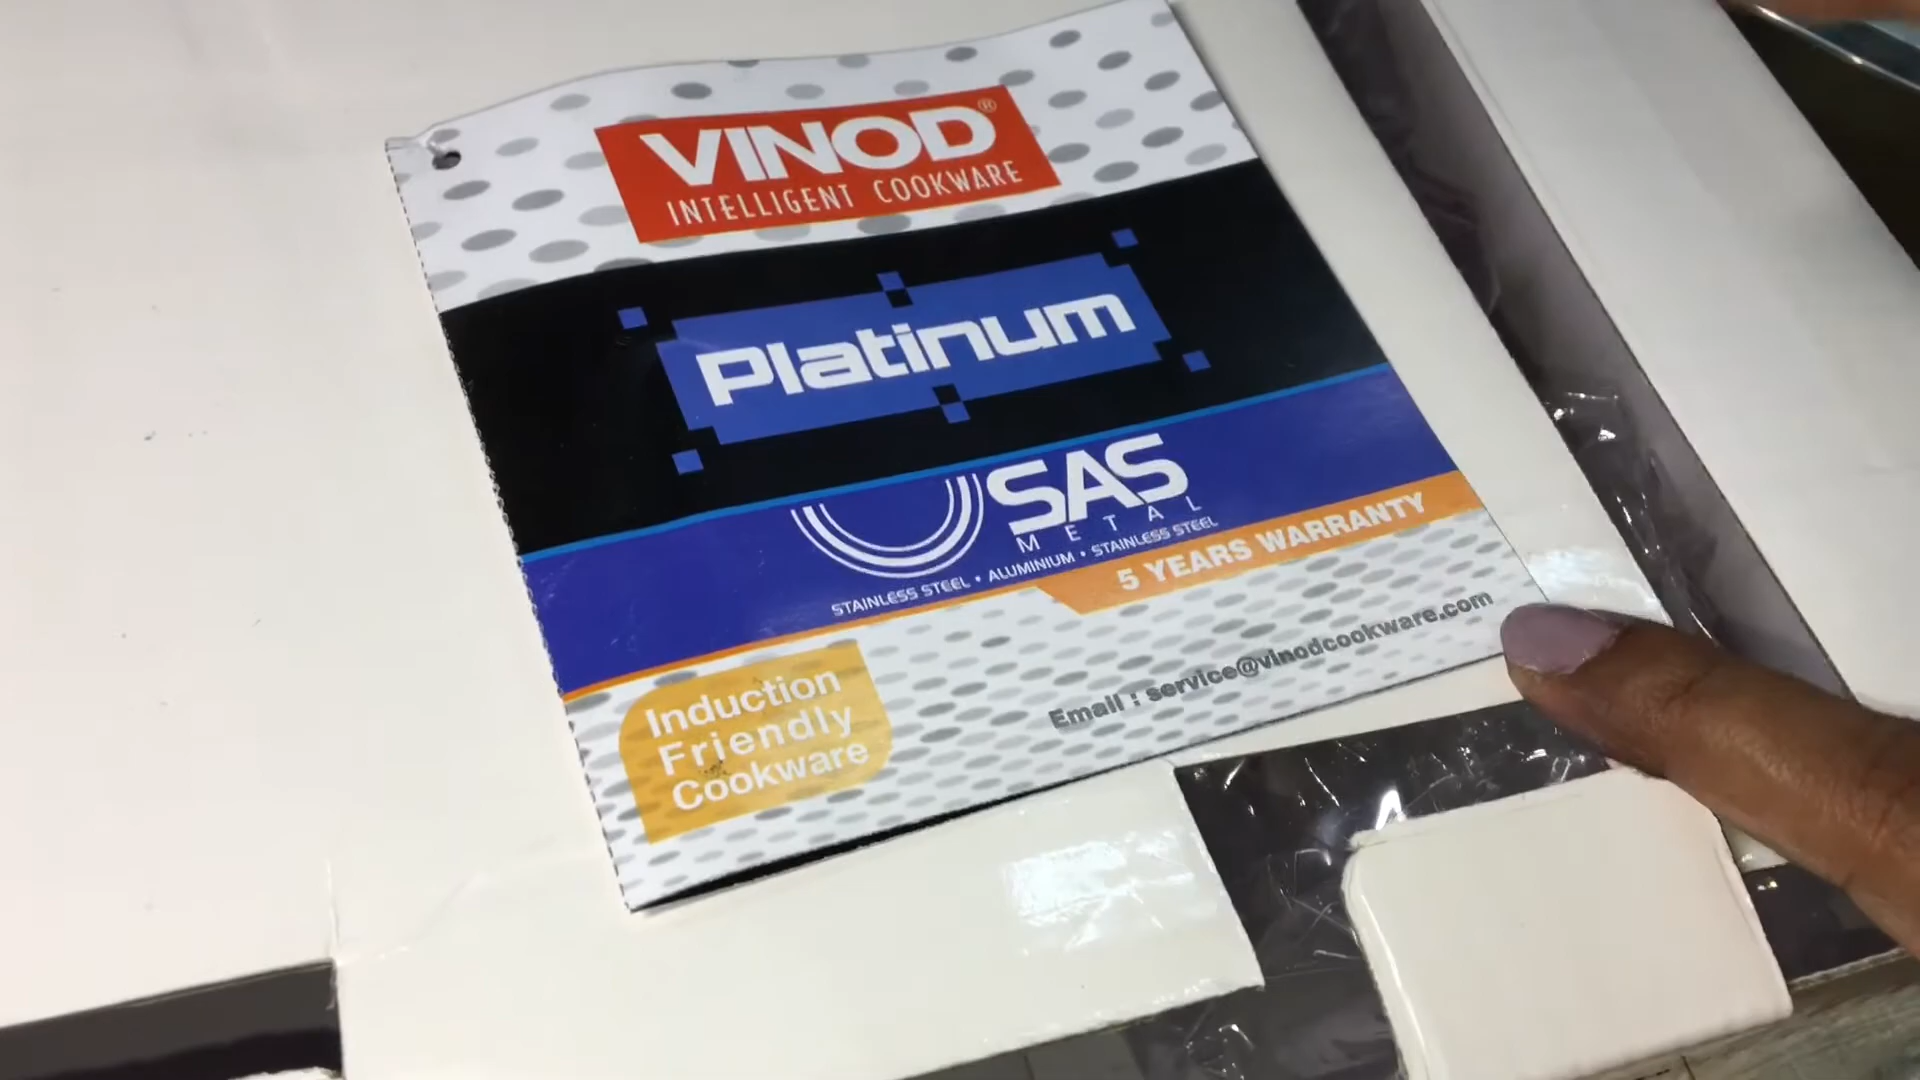 VINOD®
INTELLIGENT COOKWARE
Platinum
SAS
METAL
STAINLESS STEEL • ALUMINIUM • STAINLESS STEEL
5 YEARS WARRANTY
Induction
Friendly
Cookware
Email : service@vinodcookware.com